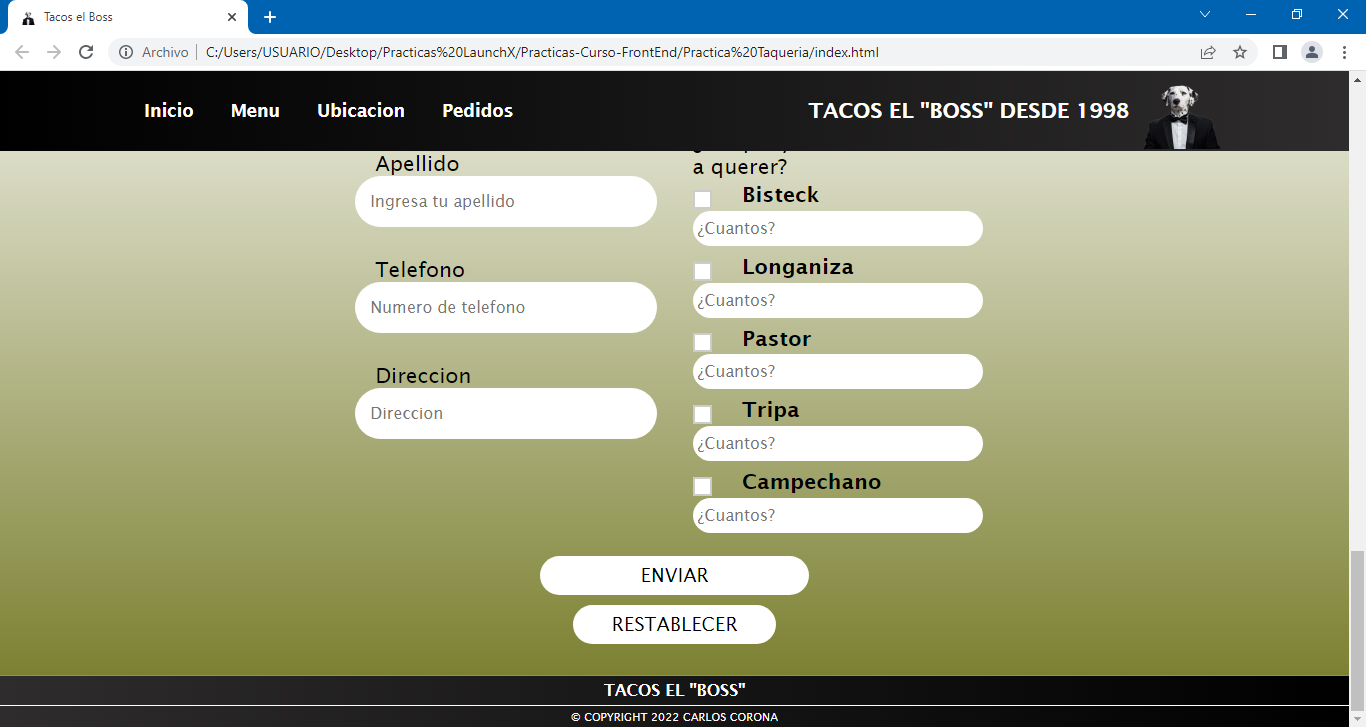 Tacos el Boss
Archivo
C:/Users/USUARIO/Desktop/Practicas%20LaunchX/Practicas-Curso-FrontEnd/Practica%20Taqueria/index.html
Inicio Menu Ubicacion Pedidos
TACOS EL "BOSS" DESDE 1998
Apellido
Ingresa tu apellido
Telefono
Numero de telefono
Direccion
Direccion
a querer?
Bisteck
¿Cuantos?
Longaniza
¿Cuantos?
Pastor
¿Cuantos?
Tripa
¿Cuantos?
Campechano
¿Cuantos?
ENVIAR
RESTABLECER
TACOS EL "BOSS"
© COPYRIGHT 2022 CARLOS CORONA